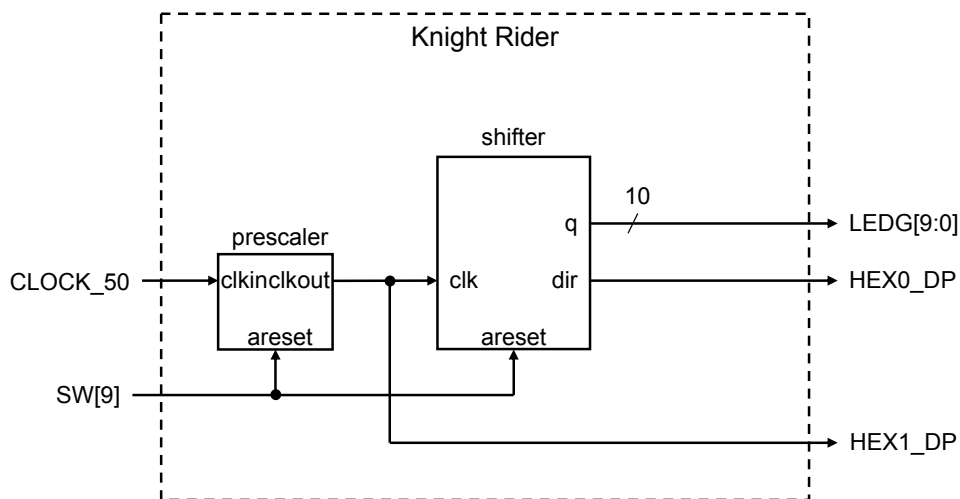 Knight Rider
shifter
10
q
LEDG[9:0]
prescaler
CLOCK_50
clkinclkout
clk
dir
HEX0_DP
areset
areset
SW[9]
HEX1_DP